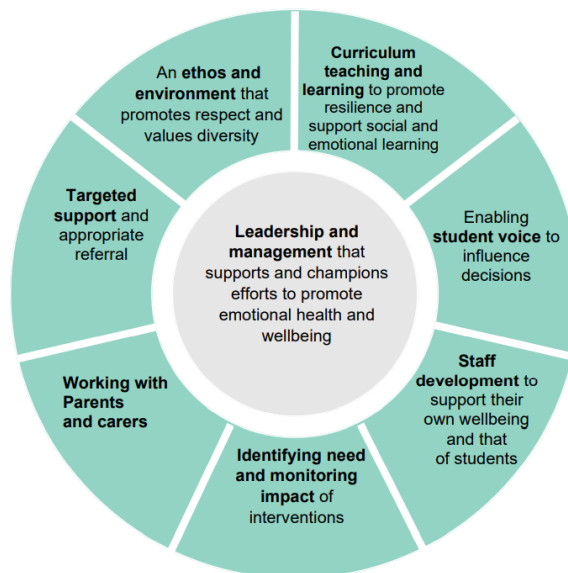 An ethos and
environment that
promotes respect and
values diversity
Curriculum
teaching and
learning to promote
resilience and
support social and
emotional learning
Enabling
student voice to
influence
decisions
Staff
development to
support their
own wellbeing
and that
of students
Identifying need
and monitoring
impact of
interventions
Working with
Parents
and carers
Targeted
support and
appropriate
referral
Leadership and
management that
supports and champions
efforts to promote
emotional health and
wellbeing